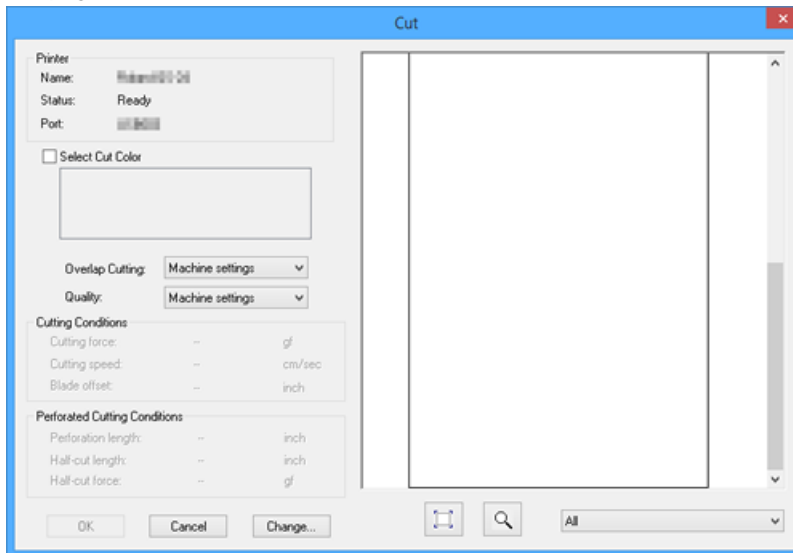 Cut
Printer
Name:
Status: Ready
Port:
Select Cut Color
Overlap Cutting: Machine settings
Quality: Machine settings
Cutting Conditions
Cutting force: -- gf
Cutting speed: -- cm/sec
Blade offset: -- inch
Perforated Cutting Conditions
Perforation length: -- inch
Half-cut length: -- inch
Half-cut force: -- gf
OK Cancel Change... All